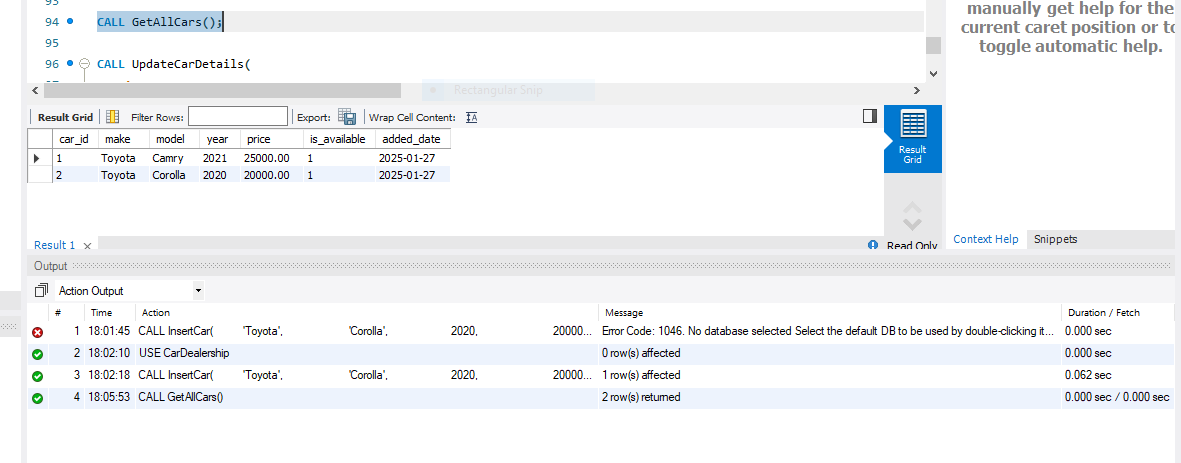 manually get help for the
current caret position or to
toggle automatic help.
94 CALL GetAllCars();
95
96 CALL UpdateCarDetails(
Rectangular Snip
Result Grid Filter Rows: Export: Wrap Cell Content:
car_id make model year price is_available added_date
1 Toyota Camry 2021 25000.00 1 2025-01-27
2 Toyota Corolla 2020 20000.00 1 2025-01-27
Result
Grid
Result 1 Read Only
Context Help Snippets
Output
Action Output
# Time Action Message Duration / Fetch
1 18:01:45 CALL InsertCar( 'Toyota', 'Corolla', 2020, 20000... Error Code: 1046. No database selected Select the default DB to be used by double-clicking it... 0.000 sec
2 18:02:10 USE CarDealership 0 row(s) affected 0.000 sec
3 18:02:18 CALL InsertCar( 'Toyota', 'Corolla', 2020, 20000... 1 row(s) affected 0.062 sec
4 18:05:53 CALL GetAllCars() 2 row(s) returned 0.000 sec / 0.000 sec